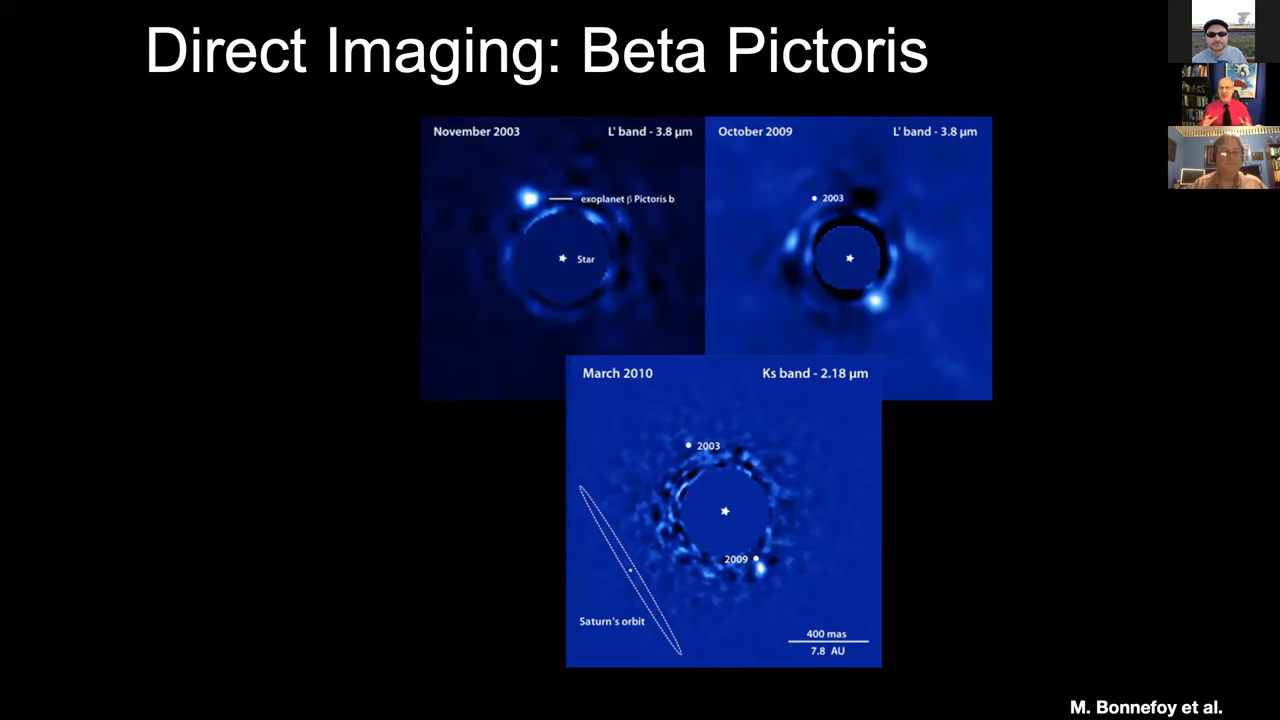 Direct Imaging: Beta Pictoris
November 2003
L' band - 3.8 μm
exoplanet β Pictoris b
Star
October 2009
L' band - 3.8 μm
2003
March 2010
Ks band - 2.18 μm
2003
2009
Saturn's orbit
400 mas
7.8 AU
M. Bonnefoy et al.